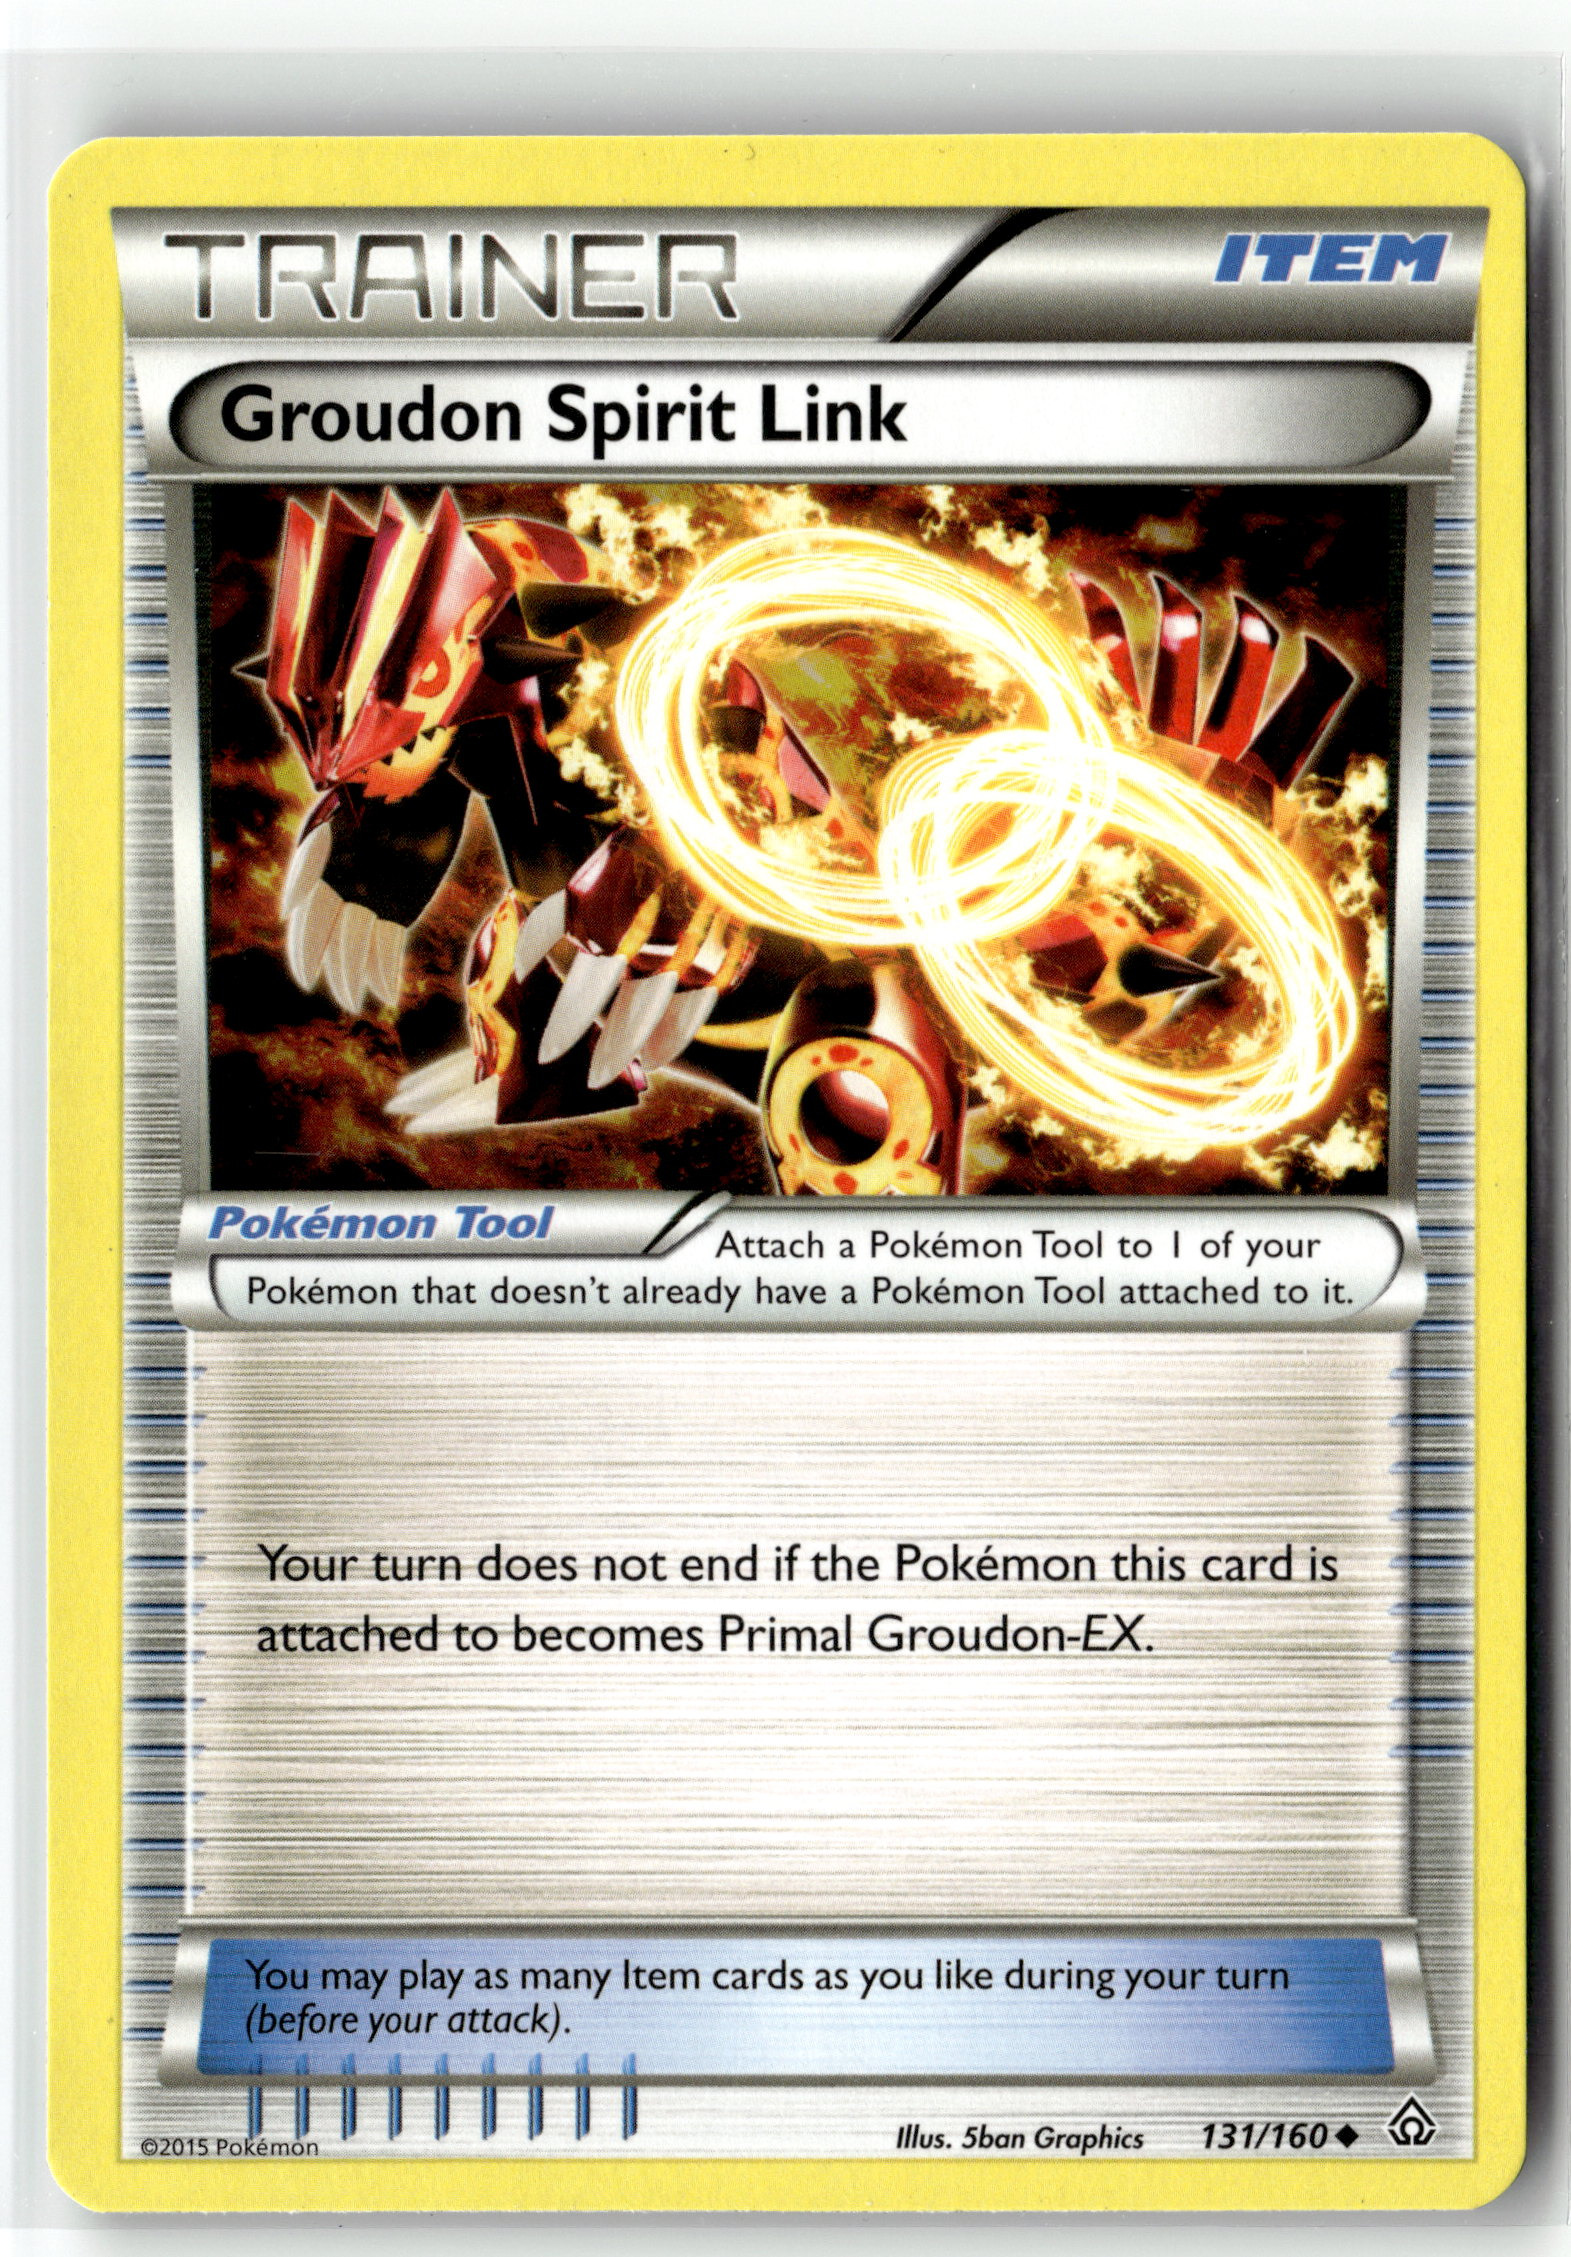 TRAINER
ITEM
Groudon Spirit Link
Pokémon Tool
Attach a Pokémon Tool to 1 of your
Pokémon that doesn't already have a Pokémon Tool attached to it.
Your turn does not end if the Pokémon this card is
attached to becomes Primal Groudon-EX.
You may play as many Item cards as you like during your turn
(before your attack).
©2015 Pokémon
Illus. 5ban Graphics
131/160